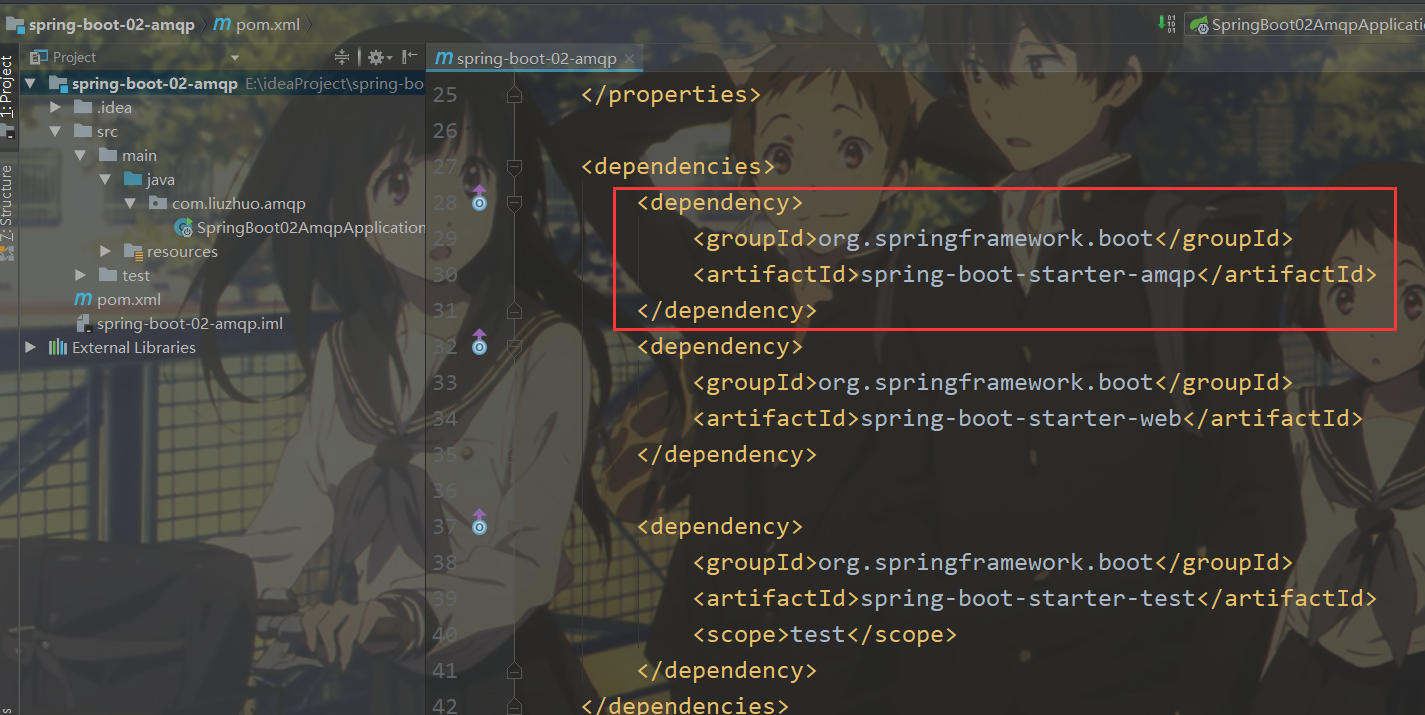 spring-boot-02-amqp
pom.xml
SpringBoot02AmqpApplicatio
1: Project
Z: Structure
Project
spring-boot-02-amqp E:\ideaProject\spring-bo
.idea
src
main
java
com.liuzhuo.amqp
SpringBoot02AmqpApplication
resources
test
pom.xml
spring-boot-02-amqp.iml
External Libraries
spring-boot-02-amqp
25 </properties>
26
27 <dependencies>
28 <dependency>
29 <groupId>org.springframework.boot</groupId>
30 <artifactId>spring-boot-starter-amqp</artifactId>
31 </dependency>
32 <dependency>
33 <groupId>org.springframework.boot</groupId>
34 <artifactId>spring-boot-starter-web</artifactId>
35 </dependency>
36
37 <dependency>
38 <groupId>org.springframework.boot</groupId>
39 <artifactId>spring-boot-starter-test</artifactId>
40 <scope>test</scope>
41 </dependency>
42 </dependencies>